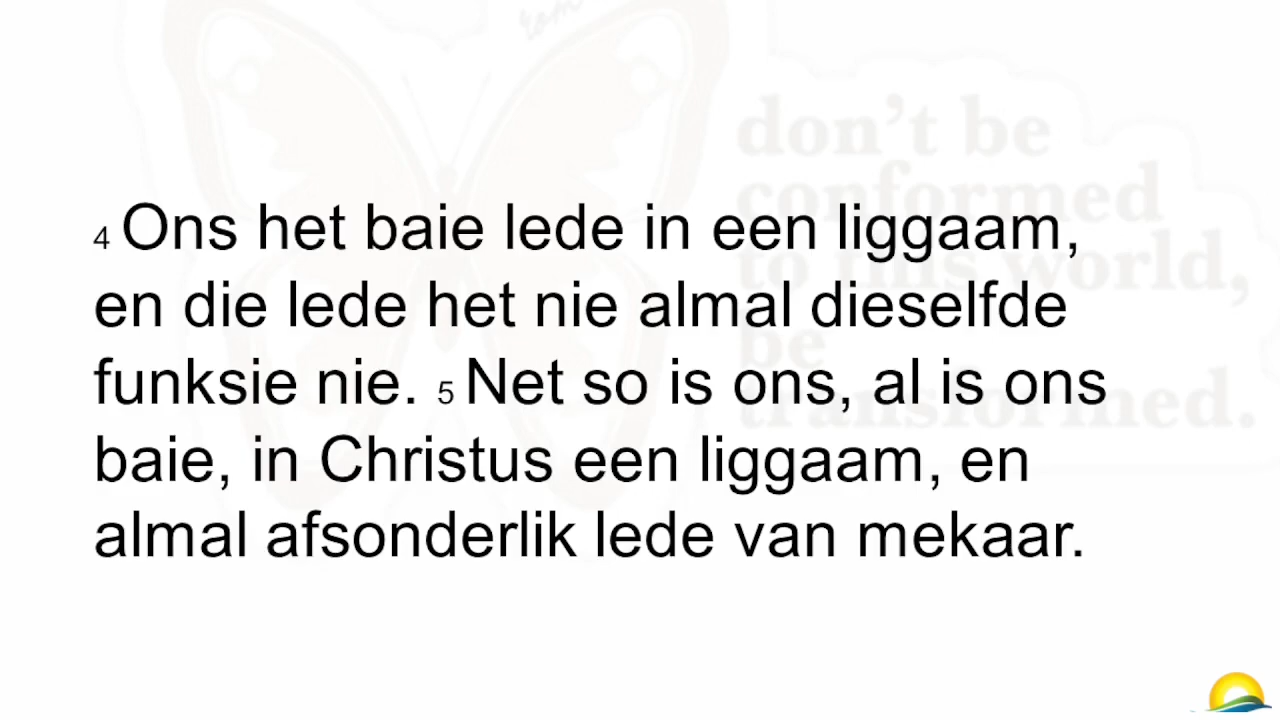 4 Ons het baie lede in een liggaam,
en die lede het nie almal dieselfde
funksie nie. 5 Net so is ons, al is ons
baie, in Christus een liggaam, en
almal afsonderlik lede van mekaar.
don't be
conformed
to this world,
be
transformed.